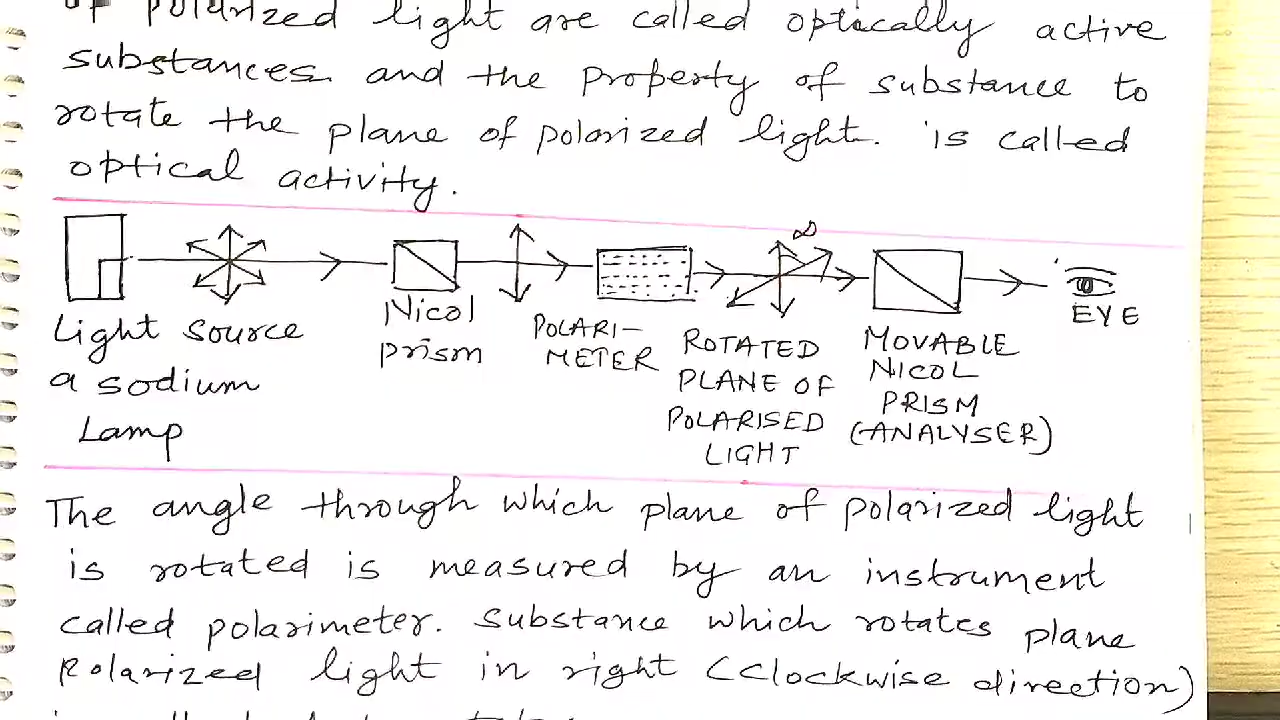 of polarized light are called optically active
substances and the property of substance to
rotate the plane of polarized light. is called
optical activity.
α
Light source
a sodium
Lamp
Nicol
prism
POLARI-
METER
ROTATED
PLANE OF
POLARISED
LIGHT
MOVABLE
NICOL
PRISM
(ANALYSER)
EYE
The angle through which plane of polarized light
is rotated is measured by an instrument
called polarimeter. Substance which rotates plane
Polarized light in right (Clockwise direction)